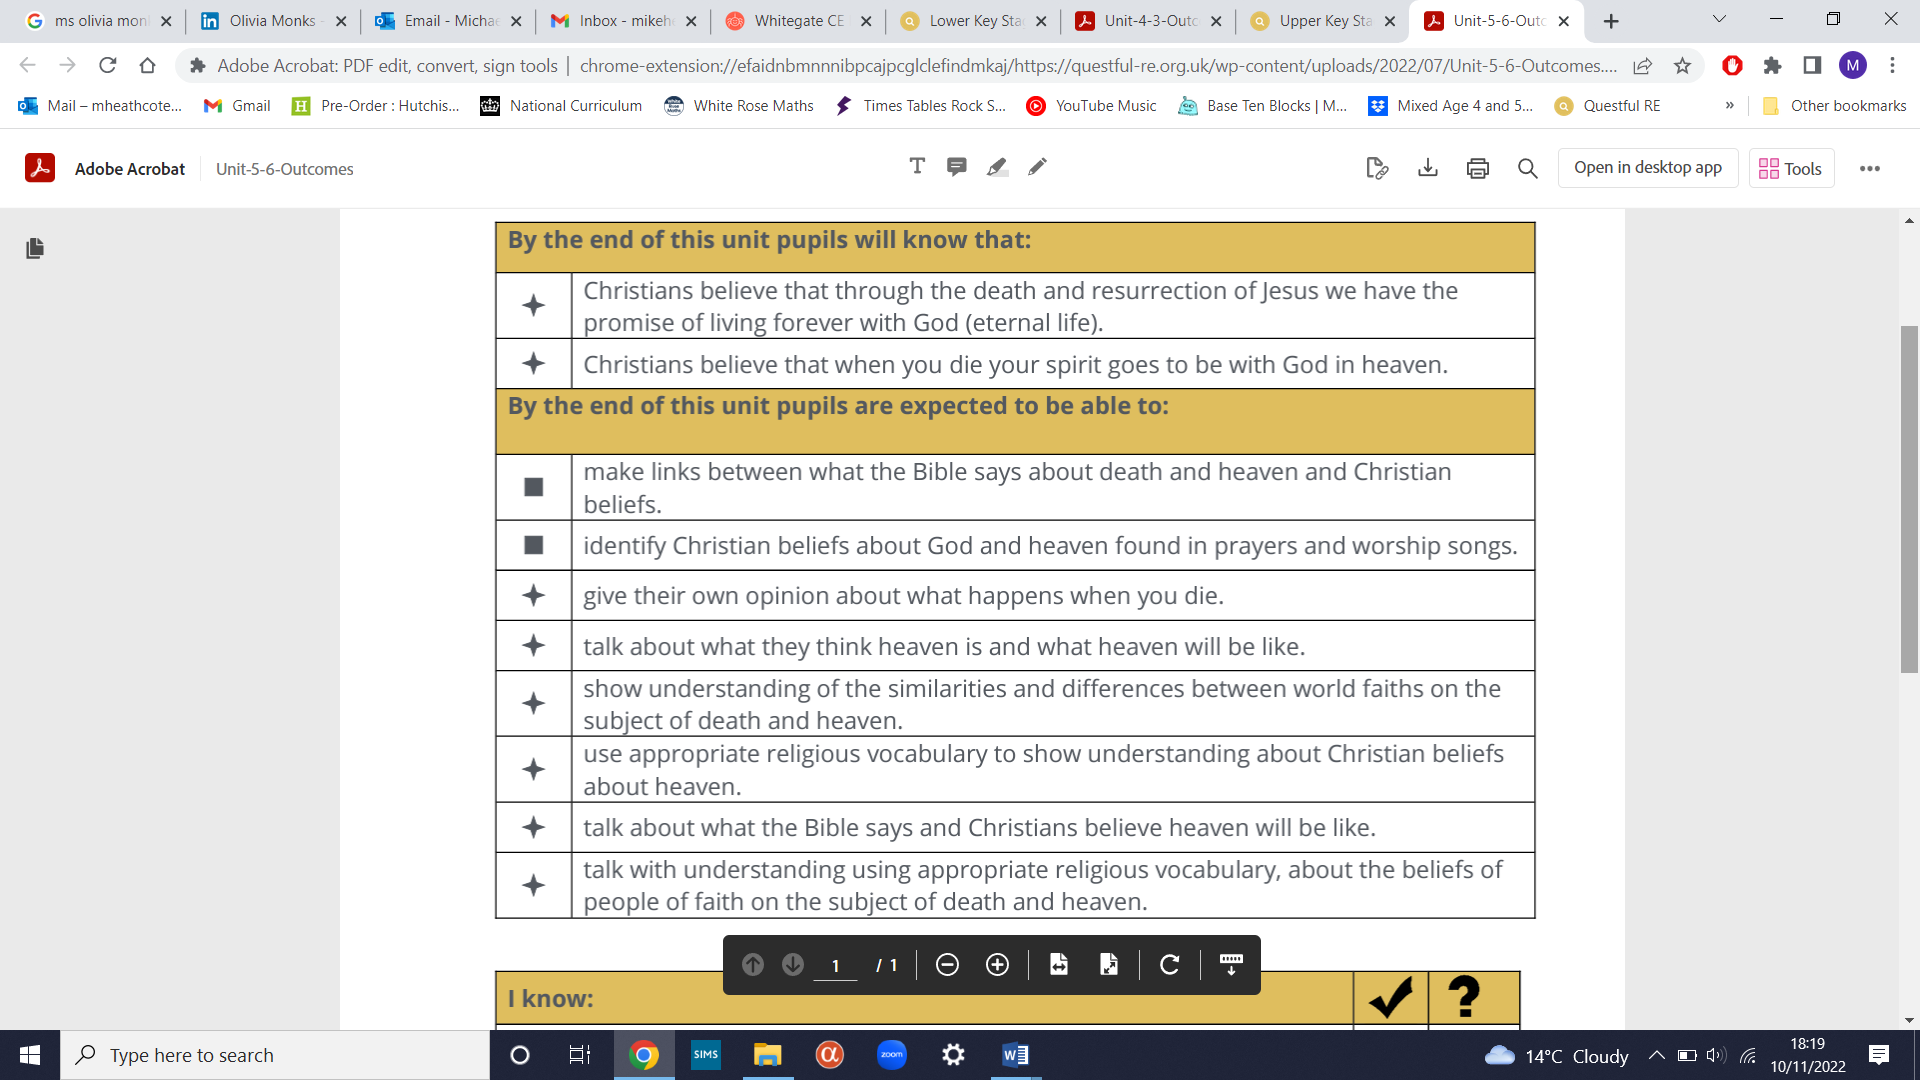 ms olivia mon
Olivia Monks -
Email - Michae
Inbox - mikeh
Whitegate CE
Lower Key Sta
Unit-4-3-Outc
Upper Key Sta
Unit-5-6-Outc
Adobe Acrobat: PDF edit, convert, sign tools | chrome-extension://efaidnbmnnnibpcajpcglclefindmkaj/https://questful-re.org.uk/wp-content/uploads/2022/07/Unit-5-6-Outcomes....
M
Mail – mheathcote...
Gmail
Pre-Order : Hutchis...
National Curriculum
White Rose Maths
Times Tables Rock S...
YouTube Music
Base Ten Blocks | M...
Mixed Age 4 and 5...
Questful RE
»
Other bookmarks
Adobe Acrobat
Unit-5-6-Outcomes
Open in desktop app
Tools
By the end of this unit pupils will know that:
Christians believe that through the death and resurrection of Jesus we have the
promise of living forever with God (eternal life).
Christians believe that when you die your spirit goes to be with God in heaven.
By the end of this unit pupils are expected to be able to:
make links between what the Bible says about death and heaven and Christian
beliefs.
identify Christian beliefs about God and heaven found in prayers and worship songs.
give their own opinion about what happens when you die.
talk about what they think heaven is and what heaven will be like.
show understanding of the similarities and differences between world faiths on the
subject of death and heaven.
use appropriate religious vocabulary to show understanding about Christian beliefs
about heaven.
talk about what the Bible says and Christians believe heaven will be like.
talk with understanding using appropriate religious vocabulary, about the beliefs of
people of faith on the subject of death and heaven.
1 / 1
I know:
?
Type here to search
SIMS
zoom
14°C Cloudy
18:19
10/11/2022